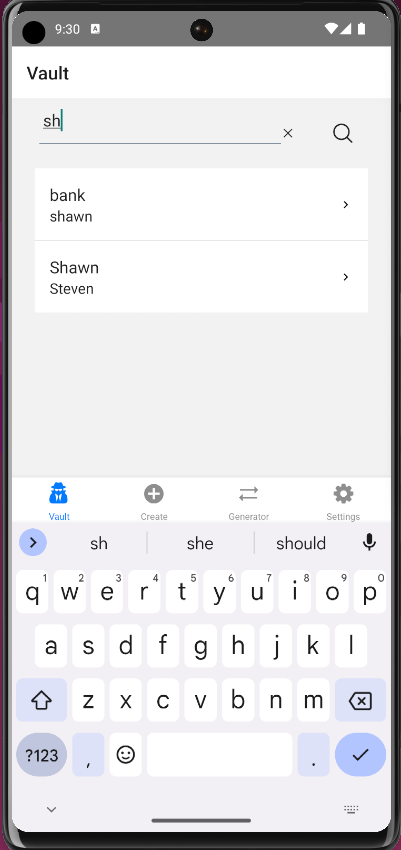 9:30 A
Vault
sh
bank
shawn
Shawn
Steven
Vault Create Generator Settings
sh she should
q1 w2 e3 r4 t5 y6 u7 i8 o9 p0
a s d f g h j k l
z x c v b n m
?123 , .